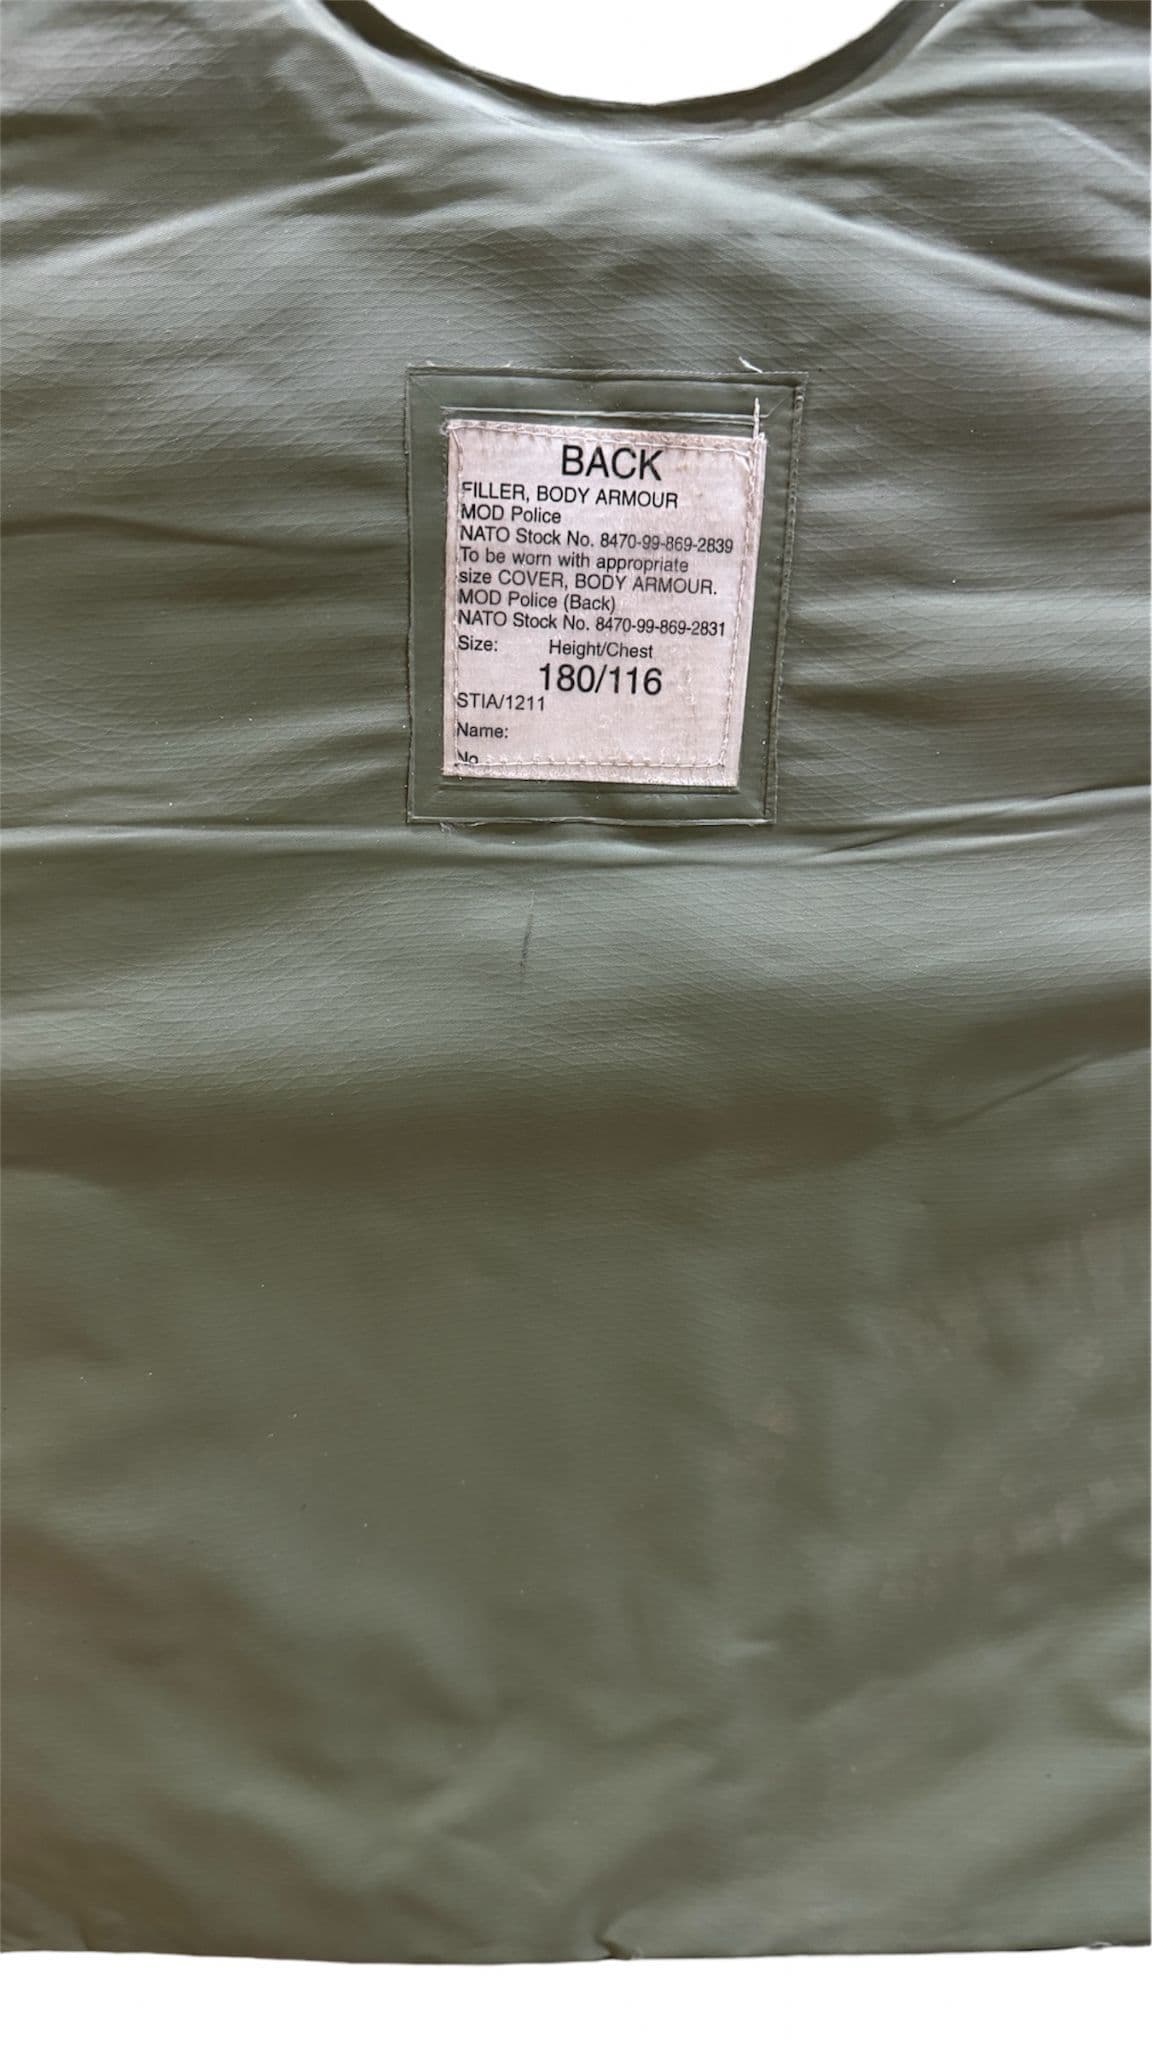 BACK
FILLER, BODY ARMOUR
MOD Police
NATO Stock No. 8470-99-869-2839
To be worn with appropriate
size COVER, BODY ARMOUR.
MOD Police (Back)
NATO Stock No. 8470-99-869-2831
Size: Height/Chest
180/116
STIA/1211
Name:
No.